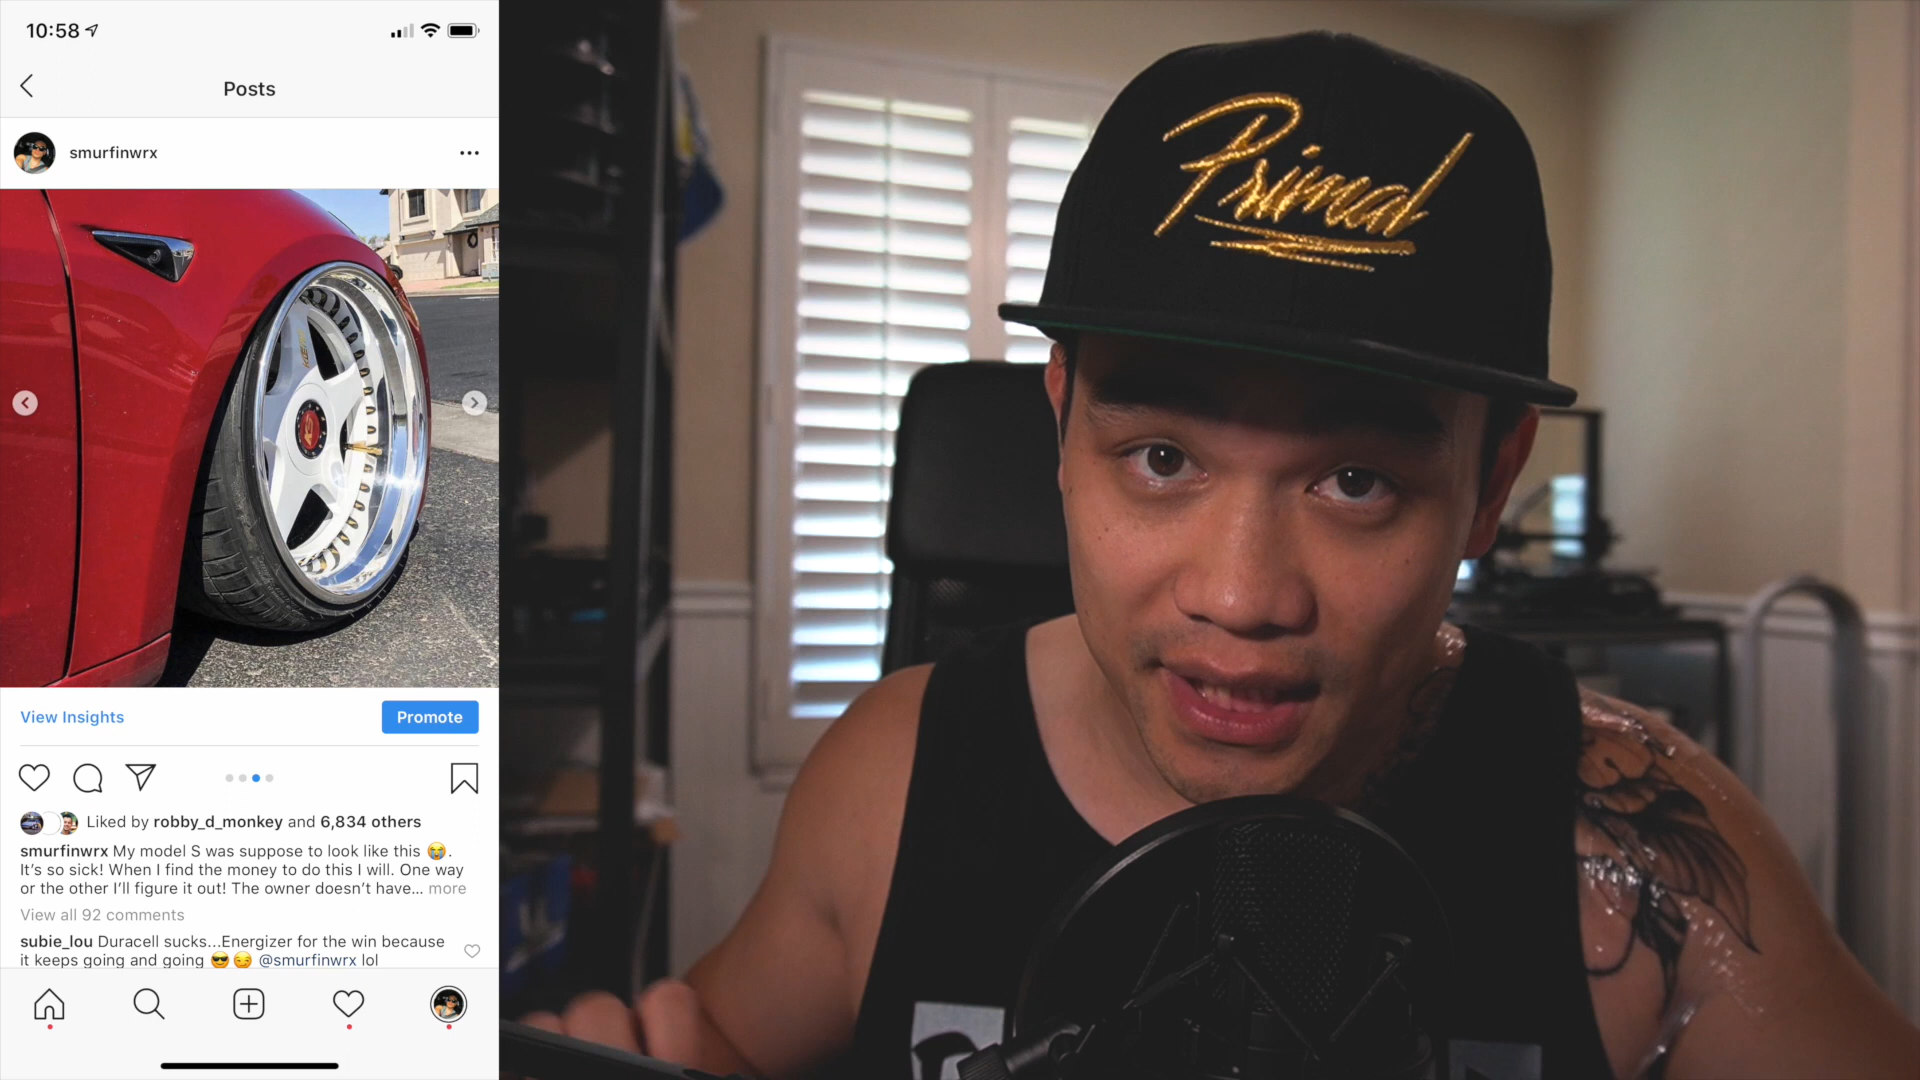 10:58
Posts
smurfinwrx
View Insights
Promote
Liked by robby_d_monkey and 6,834 others
smurfinwrx My model S was suppose to look like this 😭.
It’s so sick! When I find the money to do this I will. One way
or the other I’ll figure it out! The owner doesn’t have... more
View all 92 comments
subie_lou Duracell sucks...Energizer for the win because
it keeps going and going 😎😏 @smurfinwrx lol
Primal